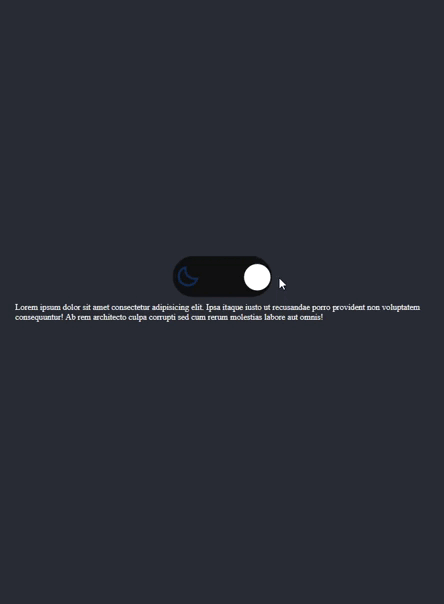 Lorem ipsum dolor sit amet consectetur adipisicing elit. Ipsa itaque iusto ut recusandae porro provident non voluptatem
consequuntur! Ab rem architecto culpa corrupti sed cum rerum molestias labore aut omnis!